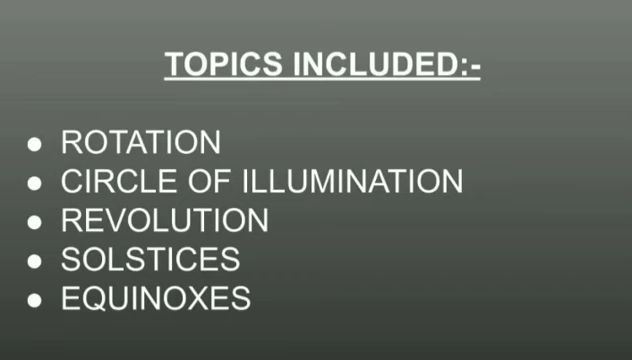 TOPICS INCLUDED:-
● ROTATION
● CIRCLE OF ILLUMINATION
● REVOLUTION
● SOLSTICES
● EQUINOXES